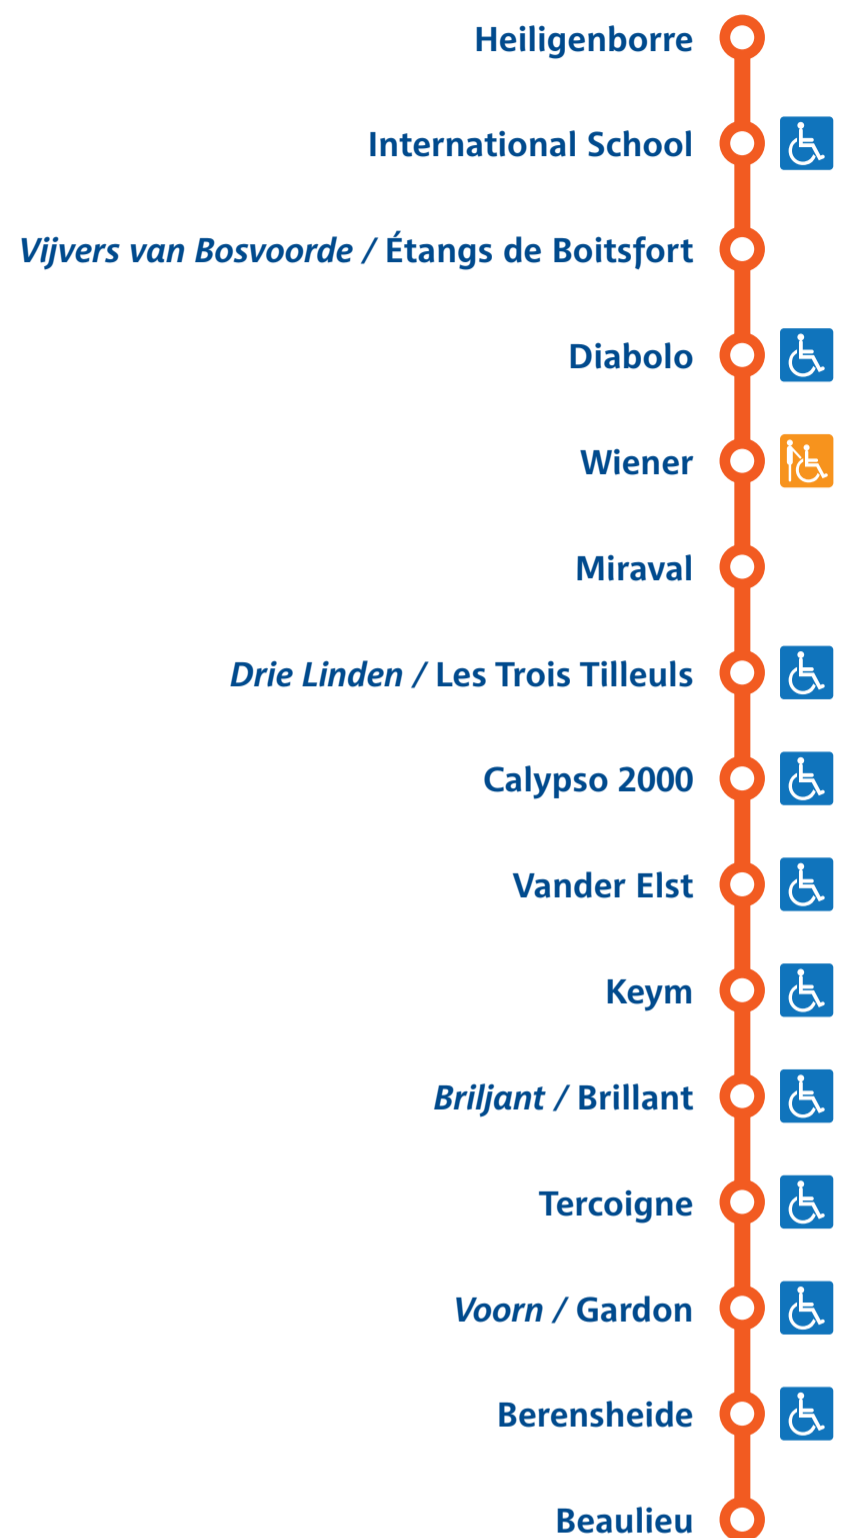 Heiligenborre
International School
Vijvers van Bosvoorde / Étangs de Boitsfort
Diabolo
Wiener
Miraval
Drie Linden / Les Trois Tilleuls
Calypso 2000
Vander Elst
Keym
Briljant / Brillant
Tercoigne
Voorn / Gardon
Berensheide
Beaulieu